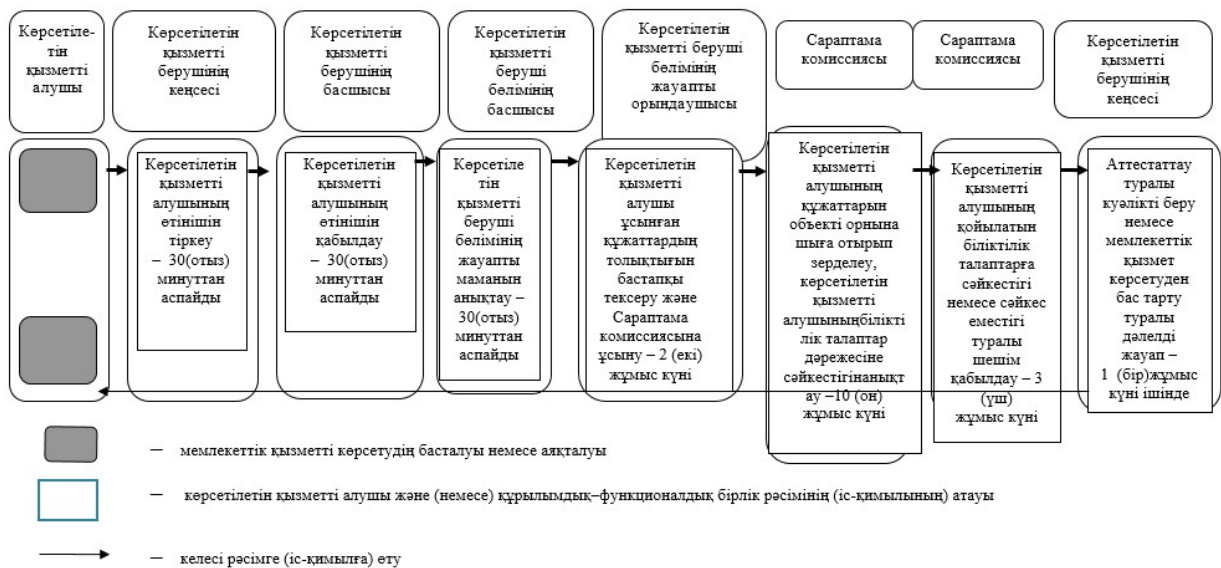 Көрсетіле-
тін
қызметті
алушы
Көрсетілетін
қызметті
берушінің
кеңсесі
Көрсетілетін
қызметті
берушінің
басшысы
Көрсетілетін
қызметті
беруші
бөлімінің
басшысы
Көрсетілетін
қызметті беруші
бөлімінің
жауапты
орындаушысы
Сараптама
комиссиясы
Сараптама
комиссиясы
Көрсетілетін
қызметті
берушінің
кеңсесі
Көрсетілетін
қызметті
алушының
өтінішін
тіркеу
– 30(отыз)
минуттан
аспайды
Көрсетілетін
қызметті
алушының
өтінішін
қабылдау
– 30(отыз)
минуттан
аспайды
Көрсетіле
тін
қызметті
беруші
бөлімінің
жауапты
маманын
анықтау –
30(отыз)
минуттан
аспайды
Көрсетілетін
қызметті
алушы
ұсынған
құжаттардың
толықтығын
бастапқы
тексеру және
Сараптама
комиссиясына
ұсыну – 2 (екі)
жұмыс күні
Көрсетілетін
қызметті
алушының
құжаттарын
объекті орнына
шыға отырып
зерделеу,
көрсетілетін
қызметті
алушыныңбілікті
лік талаптар
дәрежесіне
сәйкестігінанықт
ау –10 (он)
жұмыс күні
Көрсетілетін
қызметті
алушының
қойылатын
біліктілік
талаптарға
сәйкестігі
немесе сәйкес
еместігі
туралы
шешім
қабылдау – 3
(үш)
жұмыс күні
Аттестаттау
туралы
куәлікті беру
немесе
мемлекеттік
қызмет
көрсетуден
бас тарту
туралы
дәлелді
жауап –
1 (бір)жұмыс
күні ішінде
— мемлекеттік қызметті көрсетудің басталуы немесе аяқталуы
— көрсетілетін қызметті алушы және (немесе) құрылымдық–функционалдық бірлік рәсімінің (іс-қимылының) атауы
— келесі рәсімге (іс-қимылға) өту